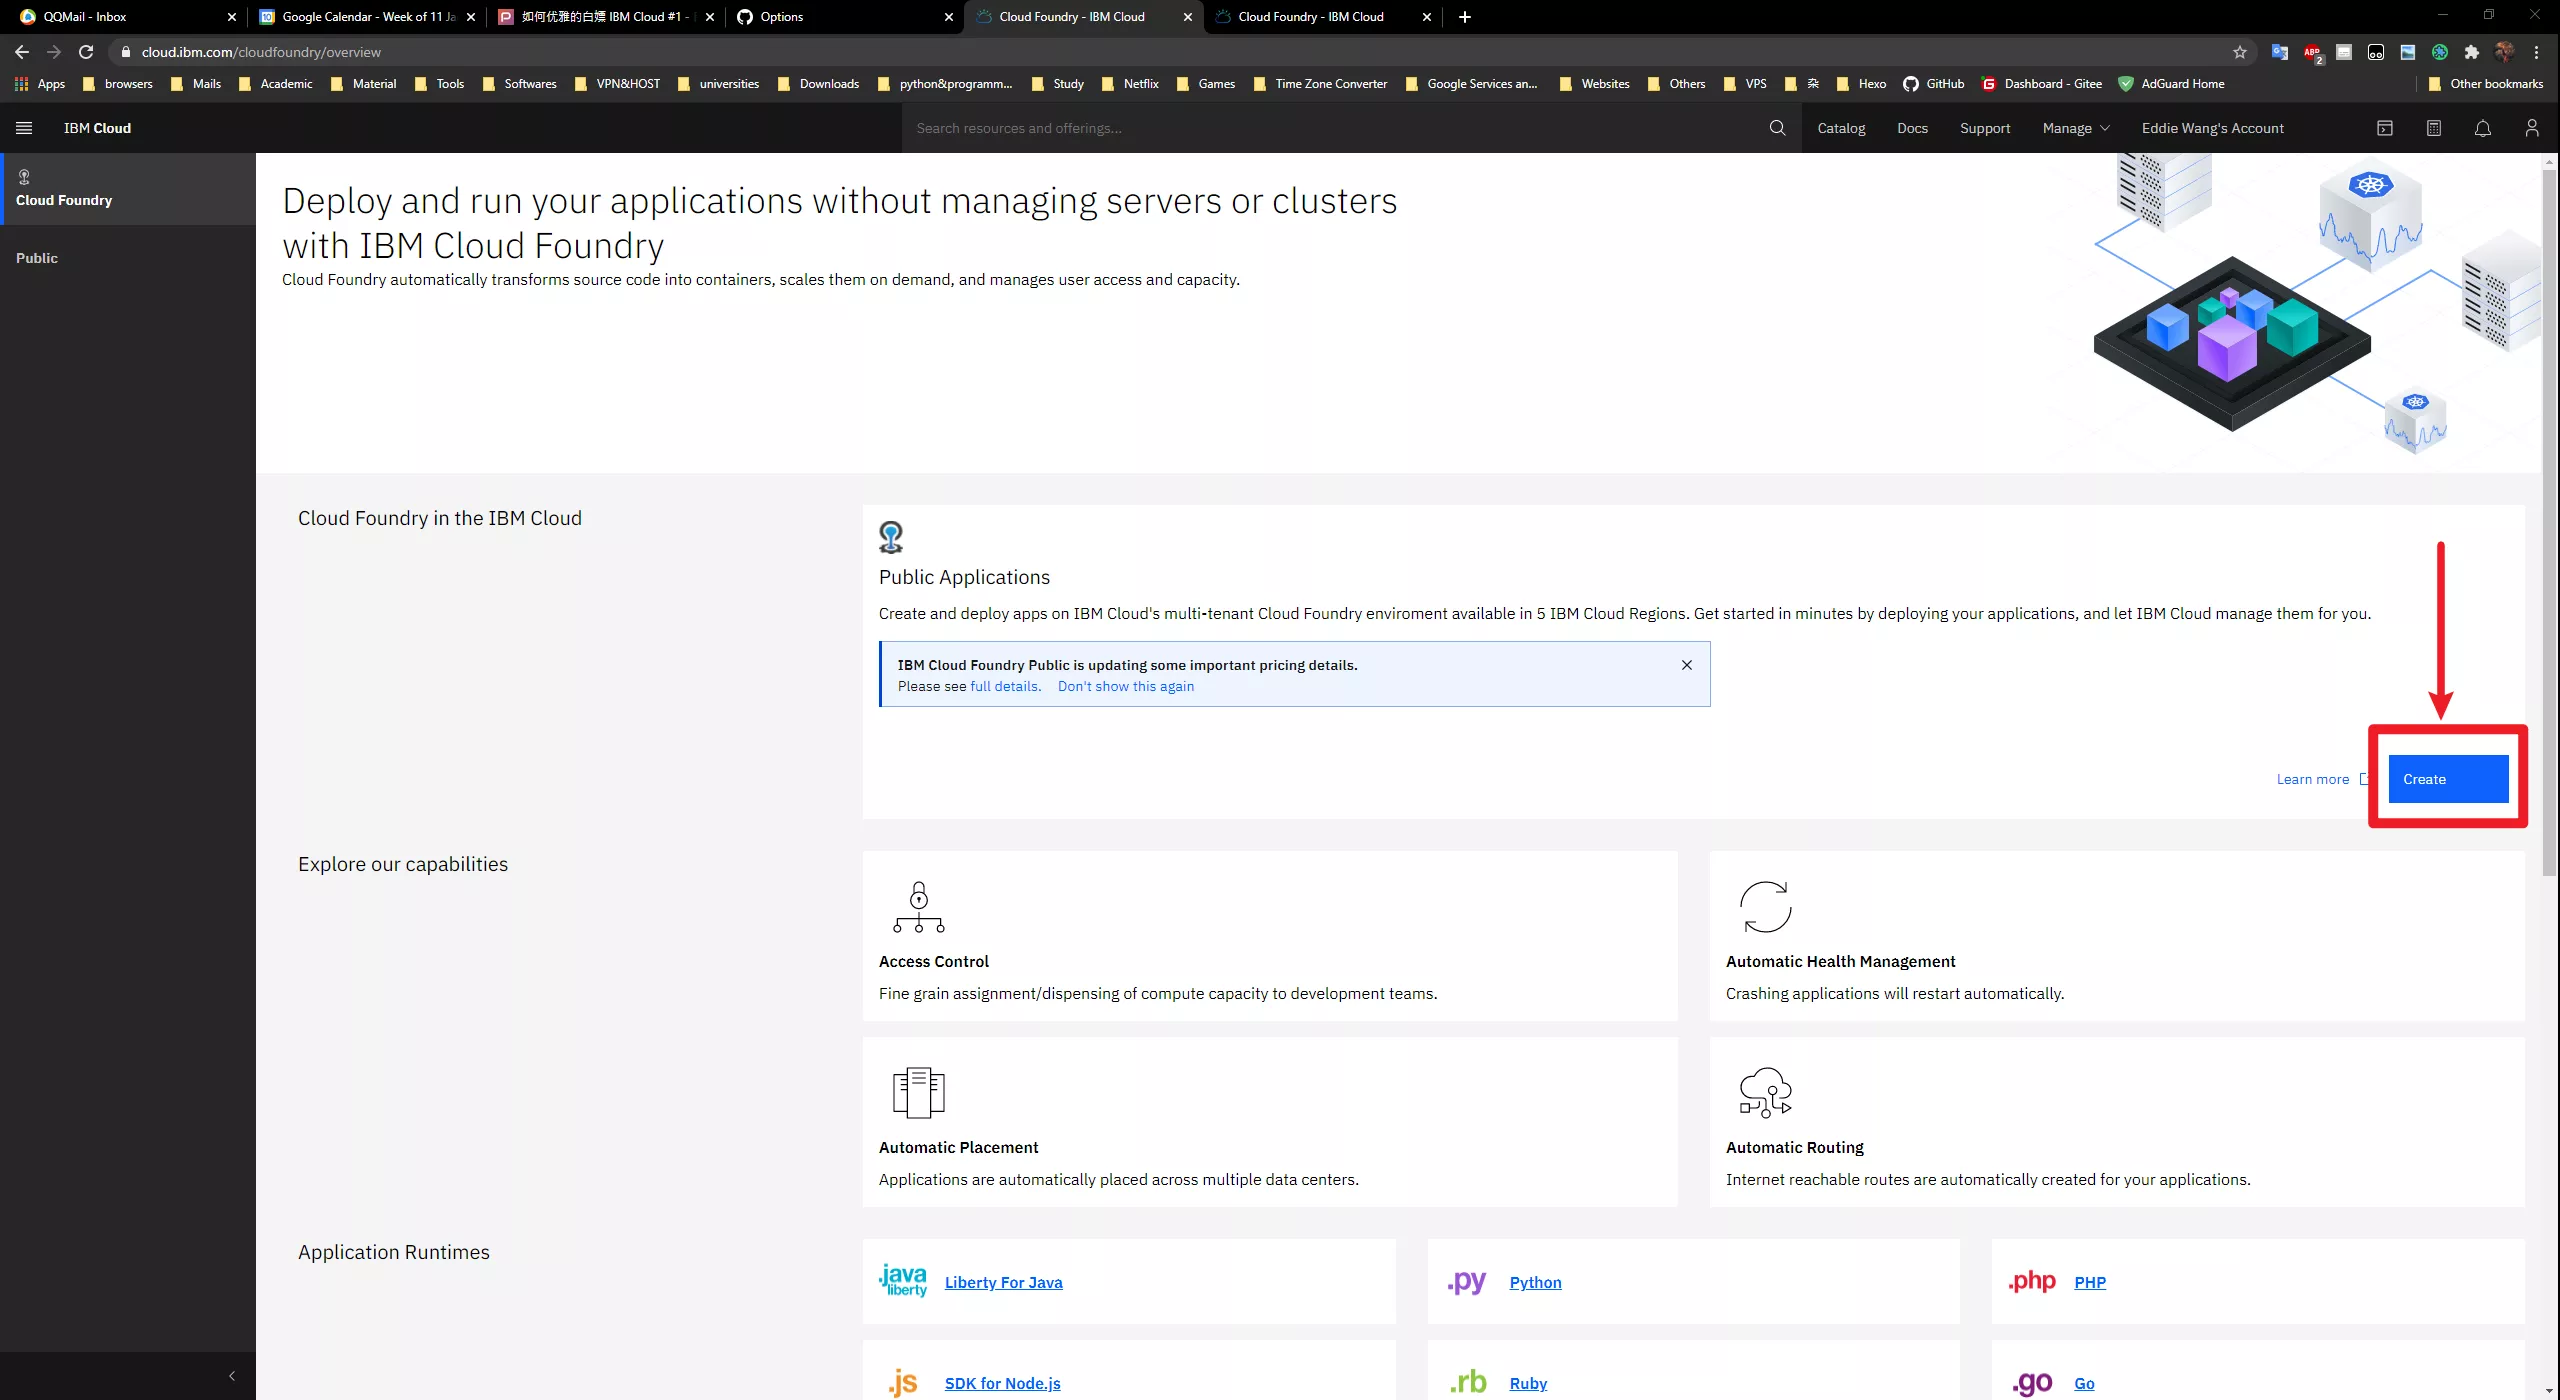 QQMail - Inbox
Google Calendar - Week of 11 Ja
如何优雅的白嫖 IBM Cloud #1 -
Options
Cloud Foundry - IBM Cloud
Cloud Foundry - IBM Cloud
cloud.ibm.com/cloudfoundry/overview
ABP
2
Apps
browsers
Mails
Academic
Material
Tools
Softwares
VPN&HOST
universities
Downloads
python&programm...
Study
Netflix
Games
Time Zone Converter
Google Services an...
Websites
Others
VPS
杂
Hexo
GitHub
Dashboard - Gitee
AdGuard Home
Other bookmarks
IBM Cloud
Search resources and offerings...
Catalog
Docs
Support
Manage
Eddie Wang's Account
Cloud Foundry
Public
Deploy and run your applications without managing servers or clusters
with IBM Cloud Foundry
Cloud Foundry automatically transforms source code into containers, scales them on demand, and manages user access and capacity.
Cloud Foundry in the IBM Cloud
Public Applications
Create and deploy apps on IBM Cloud's multi-tenant Cloud Foundry enviroment available in 5 IBM Cloud Regions. Get started in minutes by deploying your applications, and let IBM Cloud manage them for you.
IBM Cloud Foundry Public is updating some important pricing details.
Please see full details. Don't show this again
Learn more
Create
Explore our capabilities
Access Control
Fine grain assignment/dispensing of compute capacity to development teams.
Automatic Health Management
Crashing applications will restart automatically.
Automatic Placement
Applications are automatically placed across multiple data centers.
Automatic Routing
Internet reachable routes are automatically created for your applications.
Application Runtimes
.java
liberty
Liberty For Java
.py
Python
.php
PHP
.js
SDK for Node.js
.rb
Ruby
.go
Go